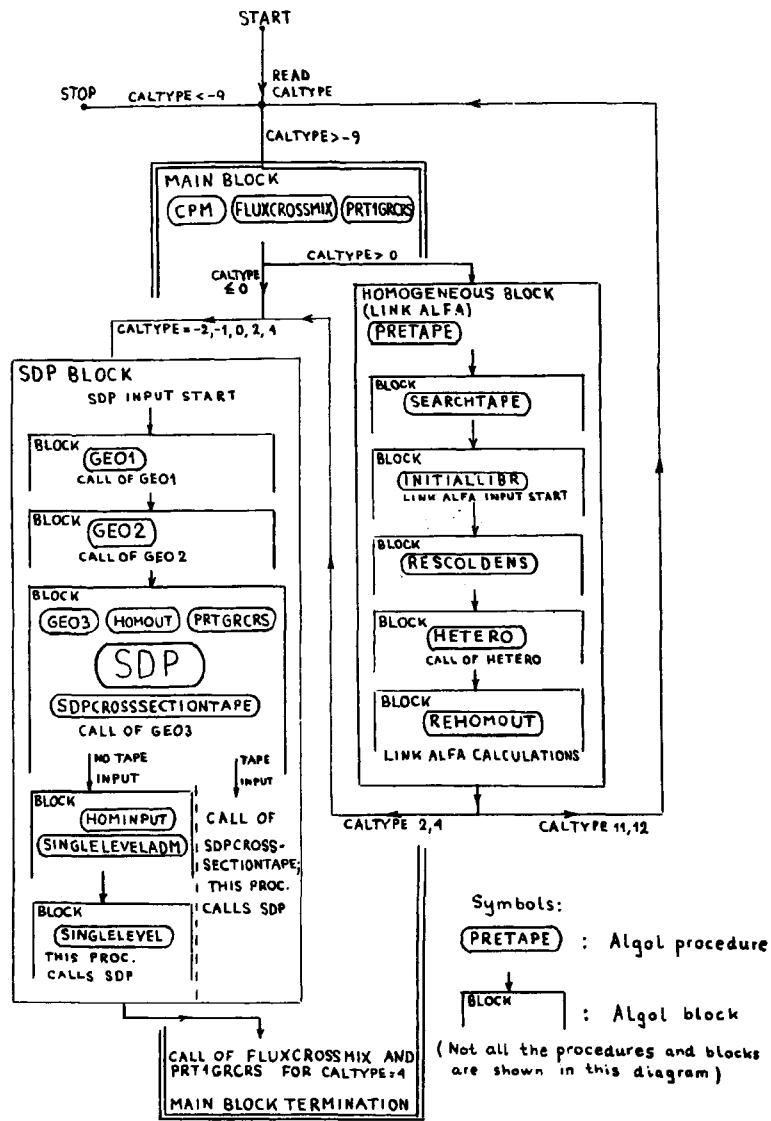 START
READ
CALTYPE
STOP
CALTYPE<-9
CALTYPE>-9
MAIN BLOCK
CPM
FLUXCROSSMIX
PRT1GRCRS
CALTYPE
≤0
CALTYPE> 0
CALTYPE=-2,-1,0,2,4
HOMOGENEOUS BLOCK
(LINK ALFA)
PRETAPE
BLOCK
SEARCHTAPE
BLOCK
INITIALLIBR
LINK ALFA INPUT START
BLOCK
RESCOLDENS
BLOCK
HETERO
CALL OF HETERO
BLOCK
REHOMOUT
LINK ALFA CALCULATIONS
CALTYPE 2,4
CALTYPE 11,12
SDP BLOCK
SDP INPUT START
BLOCK
GEO1
CALL OF GEO1
BLOCK
GEO2
CALL OF GEO2
BLOCK
GEO3
HOMOUT
PRTGRCRS
SDP
SDPCROSSSECTIONTAPE
CALL OF GEO3
NO TAPE
INPUT
TAPE
INPUT
BLOCK
HOMINPUT
SINGLELEVELADM
BLOCK
SINGLELEVEL
THIS PROC.
CALLS SDP
CALL OF
SDPCROSS-
SECTIONTAPE;
THIS PROC.
CALLS SDP
CALL OF FLUXCROSSMIX AND
PRT1GRCRS FOR CALTYPE=4
MAIN BLOCK TERMINATION
Symbols:
PRETAPE : Algol procedure
BLOCK : Algol block
(Not all the procedures and blocks
are shown in this diagram)